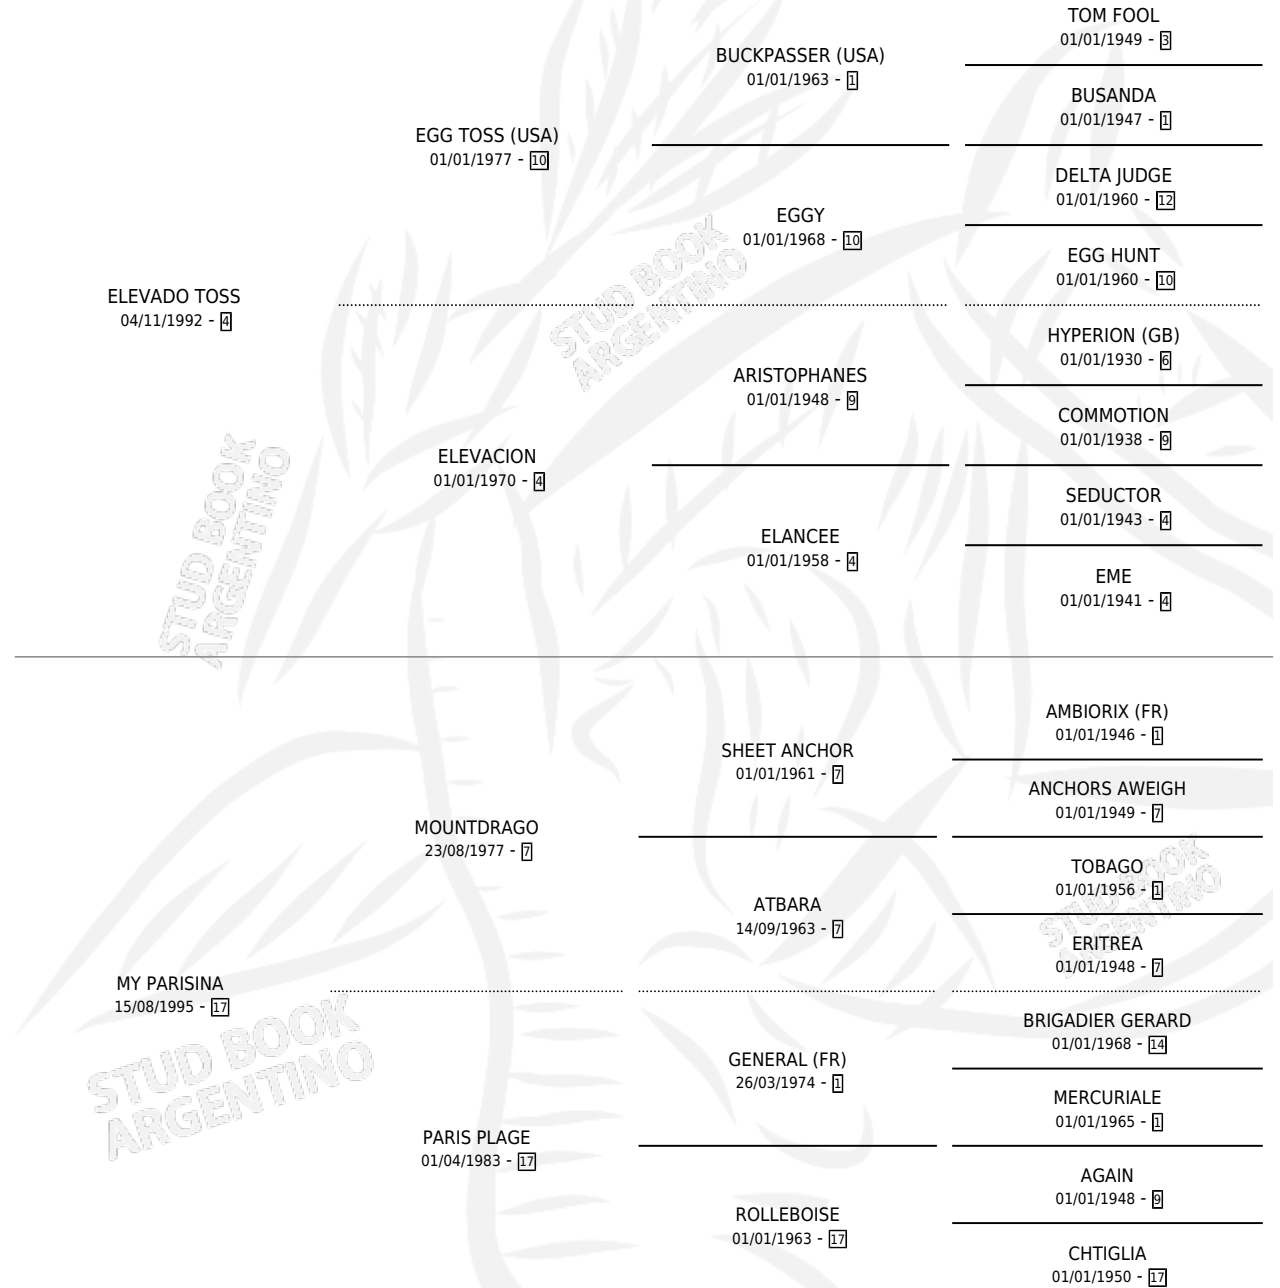 TOM FOOL
01/01/1949 - 3
BUCKPASSER (USA)
01/01/1963 - 1
BUSANDA
01/01/1947 - 1
EGG TOSS (USA)
01/01/1977 - 10
DELTA JUDGE
01/01/1960 - 12
EGGY
01/01/1968 - 10
EGG HUNT
01/01/1960 - 10
ELEVADO TOSS
04/11/1992 - 4
HYPERION (GB)
01/01/1930 - 6
ARISTOPHANES
01/01/1948 - 9
COMMOTION
01/01/1938 - 9
ELEVACION
01/01/1970 - 4
SEDUCTOR
01/01/1943 - 4
ELANCEE
01/01/1958 - 4
EME
01/01/1941 - 4
AMBIORIX (FR)
01/01/1946 - 1
SHEET ANCHOR
01/01/1961 - 7
ANCHORS AWEIGH
01/01/1949 - 7
MOUNTDRAGO
23/08/1977 - 7
TOBAGO
01/01/1956 - 1
ATBARA
14/09/1963 - 7
ERITREA
01/01/1948 - 7
MY PARISINA
15/08/1995 - 17
BRIGADIER GERARD
01/01/1968 - 14
GENERAL (FR)
26/03/1974 - 1
MERCURIALE
01/01/1965 - 1
PARIS PLAGE
01/04/1983 - 17
AGAIN
01/01/1948 - 9
ROLLEBOISE
01/01/1963 - 17
CHTIGLIA
01/01/1950 - 17
STUD BOOK
ARGENTINO
STUD BOOK
ARGENTINO
STUD BOOK
ARGENTINO
STUD BOOK
ARGENTINO